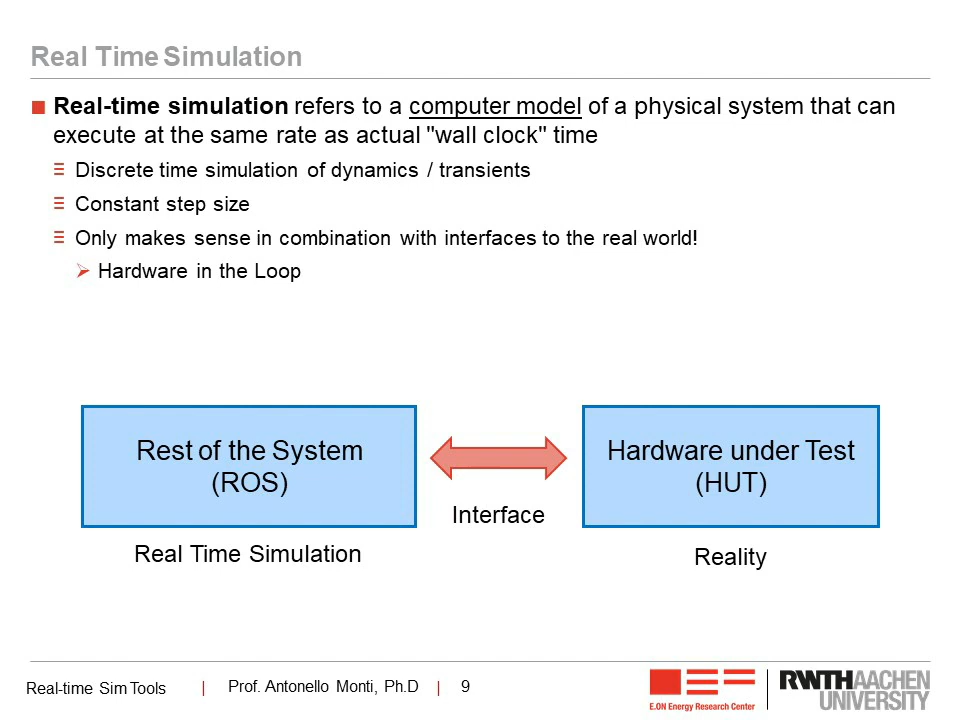 Real Time Simulation
Real-time simulation refers to a computer model of a physical system that can
execute at the same rate as actual "wall clock" time
Discrete time simulation of dynamics / transients
Constant step size
Only makes sense in combination with interfaces to the real world!
Hardware in the Loop
Rest of the System
(ROS)
Hardware under Test
(HUT)
Interface
Real Time Simulation
Reality
Real-time Sim Tools | Prof. Antonello Monti, Ph.D | 9
E.ON Energy Research Center
RWTHAACHEN
UNIVERSITY